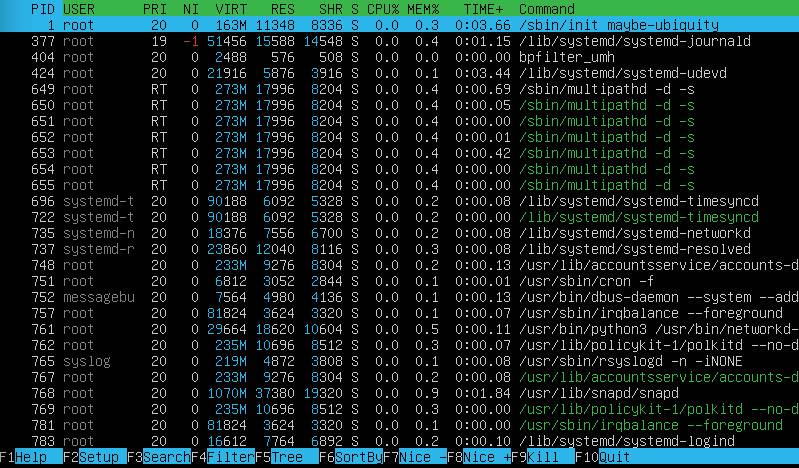 PID USER PRI NI VIRT RES SHR S CPU% MEM% TIME+ Command
1 root 20 0 163M 11348 8336 S 0.0 0.3 0:03.66 /sbin/init maybe-ubiquity
377 root 19 -1 51456 15588 14548 S 0.0 0.4 0:01.15 /lib/systemd/systemd-journald
404 root 20 0 2488 576 508 S 0.0 0.0 0:00.00 bpfilter_umh
424 root 20 0 21916 5876 3916 S 0.0 0.1 0:03.44 /lib/systemd/systemd-udevd
649 root RT 0 273M 17996 8204 S 0.0 0.4 0:00.69 /sbin/multipathd -d -s
650 root RT 0 273M 17996 8204 S 0.0 0.4 0:00.05 /sbin/multipathd -d -s
651 root RT 0 273M 17996 8204 S 0.0 0.4 0:00.00 /sbin/multipathd -d -s
652 root RT 0 273M 17996 8204 S 0.0 0.4 0:00.01 /sbin/multipathd -d -s
653 root RT 0 273M 17996 8204 S 0.0 0.4 0:00.42 /sbin/multipathd -d -s
654 root RT 0 273M 17996 8204 S 0.0 0.4 0:00.00 /sbin/multipathd -d -s
655 root RT 0 273M 17996 8204 S 0.0 0.4 0:00.00 /sbin/multipathd -d -s
696 systemd-t 20 0 90188 6092 5328 S 0.0 0.2 0:00.08 /lib/systemd/systemd-timesyncd
722 systemd-t 20 0 90188 6092 5328 S 0.0 0.2 0:00.00 /lib/systemd/systemd-timesyncd
735 systemd-n 20 0 18376 7556 6700 S 0.0 0.2 0:00.08 /lib/systemd/systemd-networkd
737 systemd-r 20 0 23860 12040 8116 S 0.0 0.3 0:00.08 /lib/systemd/systemd-resolved
748 root 20 0 233M 9276 8304 S 0.0 0.2 0:00.13 /usr/lib/accountsservice/accounts-d
751 root 20 0 6812 3052 2844 S 0.0 0.1 0:00.01 /usr/sbin/cron -f
752 messagebu 20 0 7564 4980 4136 S 0.0 0.1 0:00.13 /usr/bin/dbus-daemon --system --add
757 root 20 0 81824 3624 3320 S 0.0 0.1 0:00.07 /usr/sbin/irqbalance --foreground
761 root 20 0 29664 18620 10604 S 0.0 0.5 0:00.11 /usr/bin/python3 /usr/bin/networkd-
762 root 20 0 235M 10696 8512 S 0.0 0.3 0:00.07 /usr/lib/policykit-1/polkitd --no-d
765 syslog 20 0 219M 4872 3808 S 0.0 0.1 0:00.08 /usr/sbin/rsyslogd -n -iNONE
767 root 20 0 233M 9276 8304 S 0.0 0.2 0:00.08 /usr/lib/accountsservice/accounts-d
768 root 20 0 1070M 37380 19320 S 0.0 0.9 0:01.84 /usr/lib/snapd/snapd
769 root 20 0 235M 10696 8512 S 0.0 0.3 0:00.00 /usr/lib/policykit-1/polkitd --no-d
781 root 20 0 81824 3624 3320 S 0.0 0.1 0:00.00 /usr/sbin/irqbalance --foreground
783 root 20 0 16612 7764 6892 S 0.0 0.2 0:00.10 /lib/systemd/systemd-logind
F1Help F2Setup F3SearchF4FilterF5Tree F6SortByF7Nice -F8Nice +F9Kill F10Quit